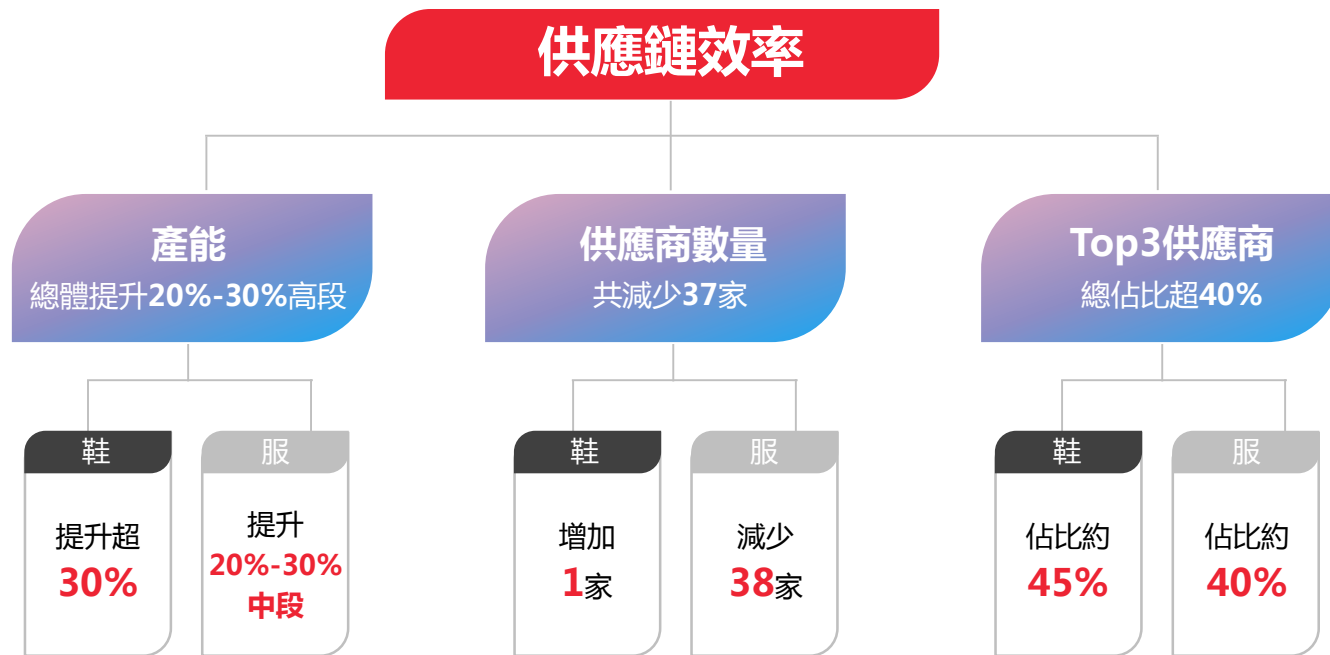 供應鏈效率
產能
總體提升20%-30%高段
供應商數量
共減少37家
Top3供應商
總佔比超40%
鞋
提升超
30%
服
提升
20%-30%
中段
鞋
增加
1家
服
減少
38家
鞋
佔比約
45%
服
佔比約
40%